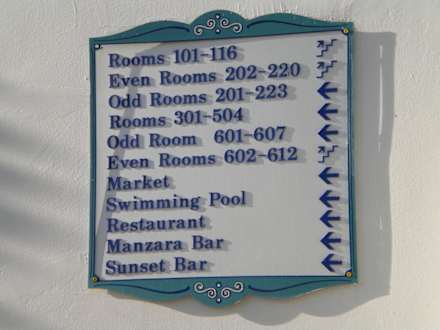 Rooms 101-116
Even Rooms 202-220
Odd Rooms 201-223
Rooms 301-504
Odd Room 601-607
Even Rooms 602-612
Market
Swimming Pool
Restaurant
Manzara Bar
Sunset Bar